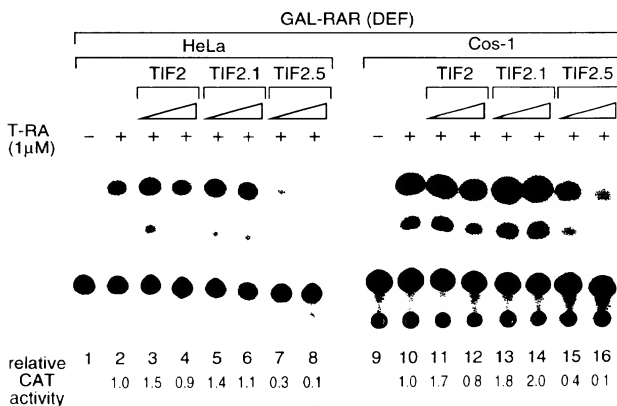 GAL-RAR (DEF)
HeLa Cos-1
TIF2 TIF2.1 TIF2.5 TIF2 TIF2.1 TIF2.5
T-RA (1μM) − + + + + + + + − + + + + + + +
1 2 3 4 5 6 7 8 9 10 11 12 13 14 15 16
relative CAT activity 1.0 1.5 0.9 1.4 1.1 0.3 0.1 1.0 1.7 0 8 1.8 2.0 0 4 0 1